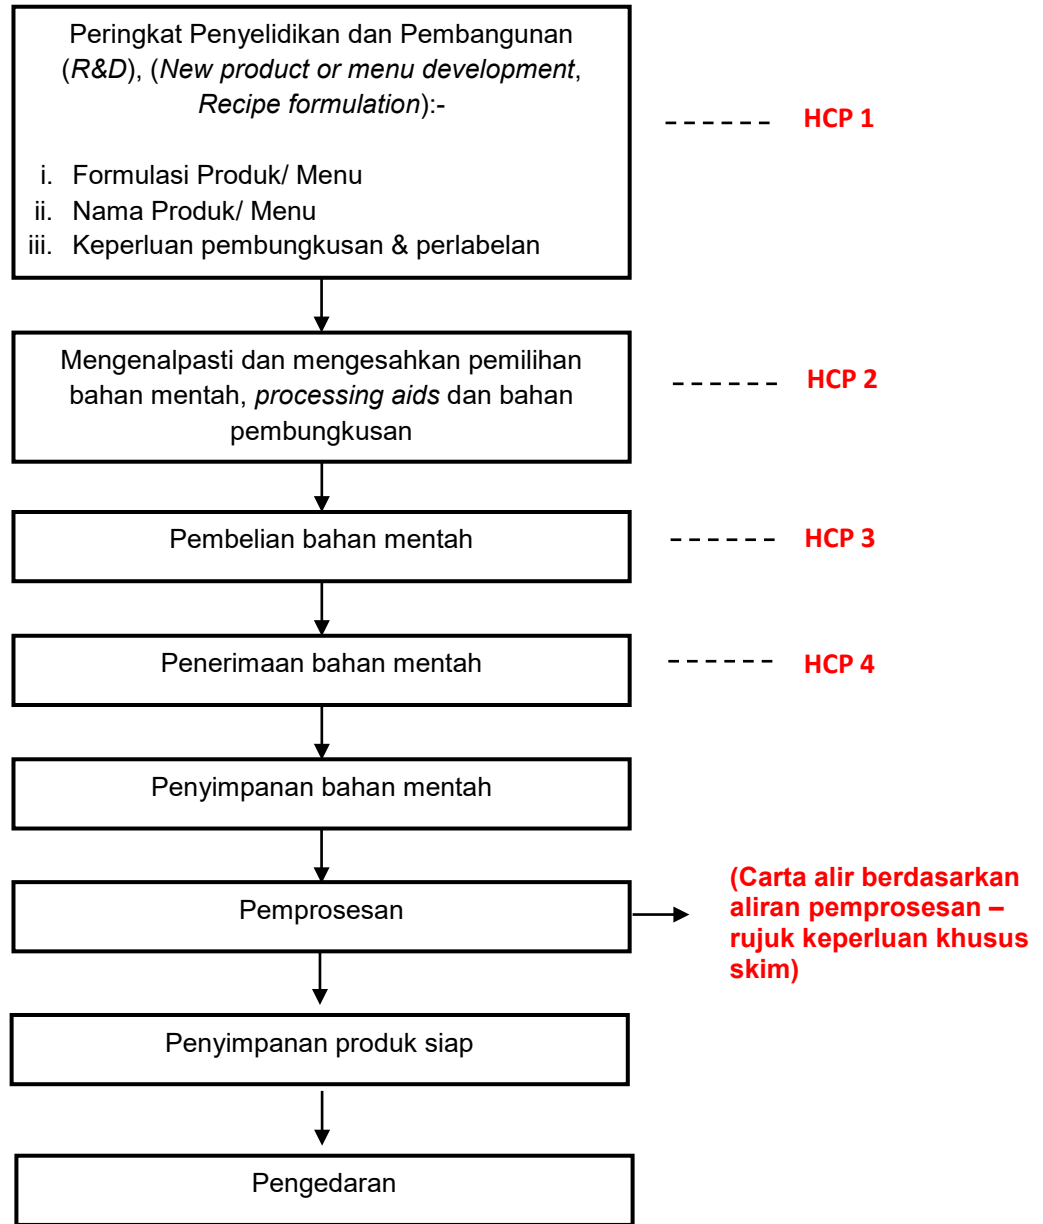 Peringkat Penyelidikan dan Pembangunan
(R&D), (New product or menu development,
Recipe formulation):-
HCP 1
i. Formulasi Produk/ Menu
ii. Nama Produk/ Menu
iii. Keperluan pembungkusan & perlabelan
Mengenalpasti dan mengesahkan pemilihan
bahan mentah, processing aids dan bahan
pembungkusan
HCP 2
Pembelian bahan mentah
HCP 3
Penerimaan bahan mentah
HCP 4
Penyimpanan bahan mentah
Pemprosesan
(Carta alir berdasarkan
aliran pemprosesan –
rujuk keperluan khusus
skim)
Penyimpanan produk siap
Pengedaran